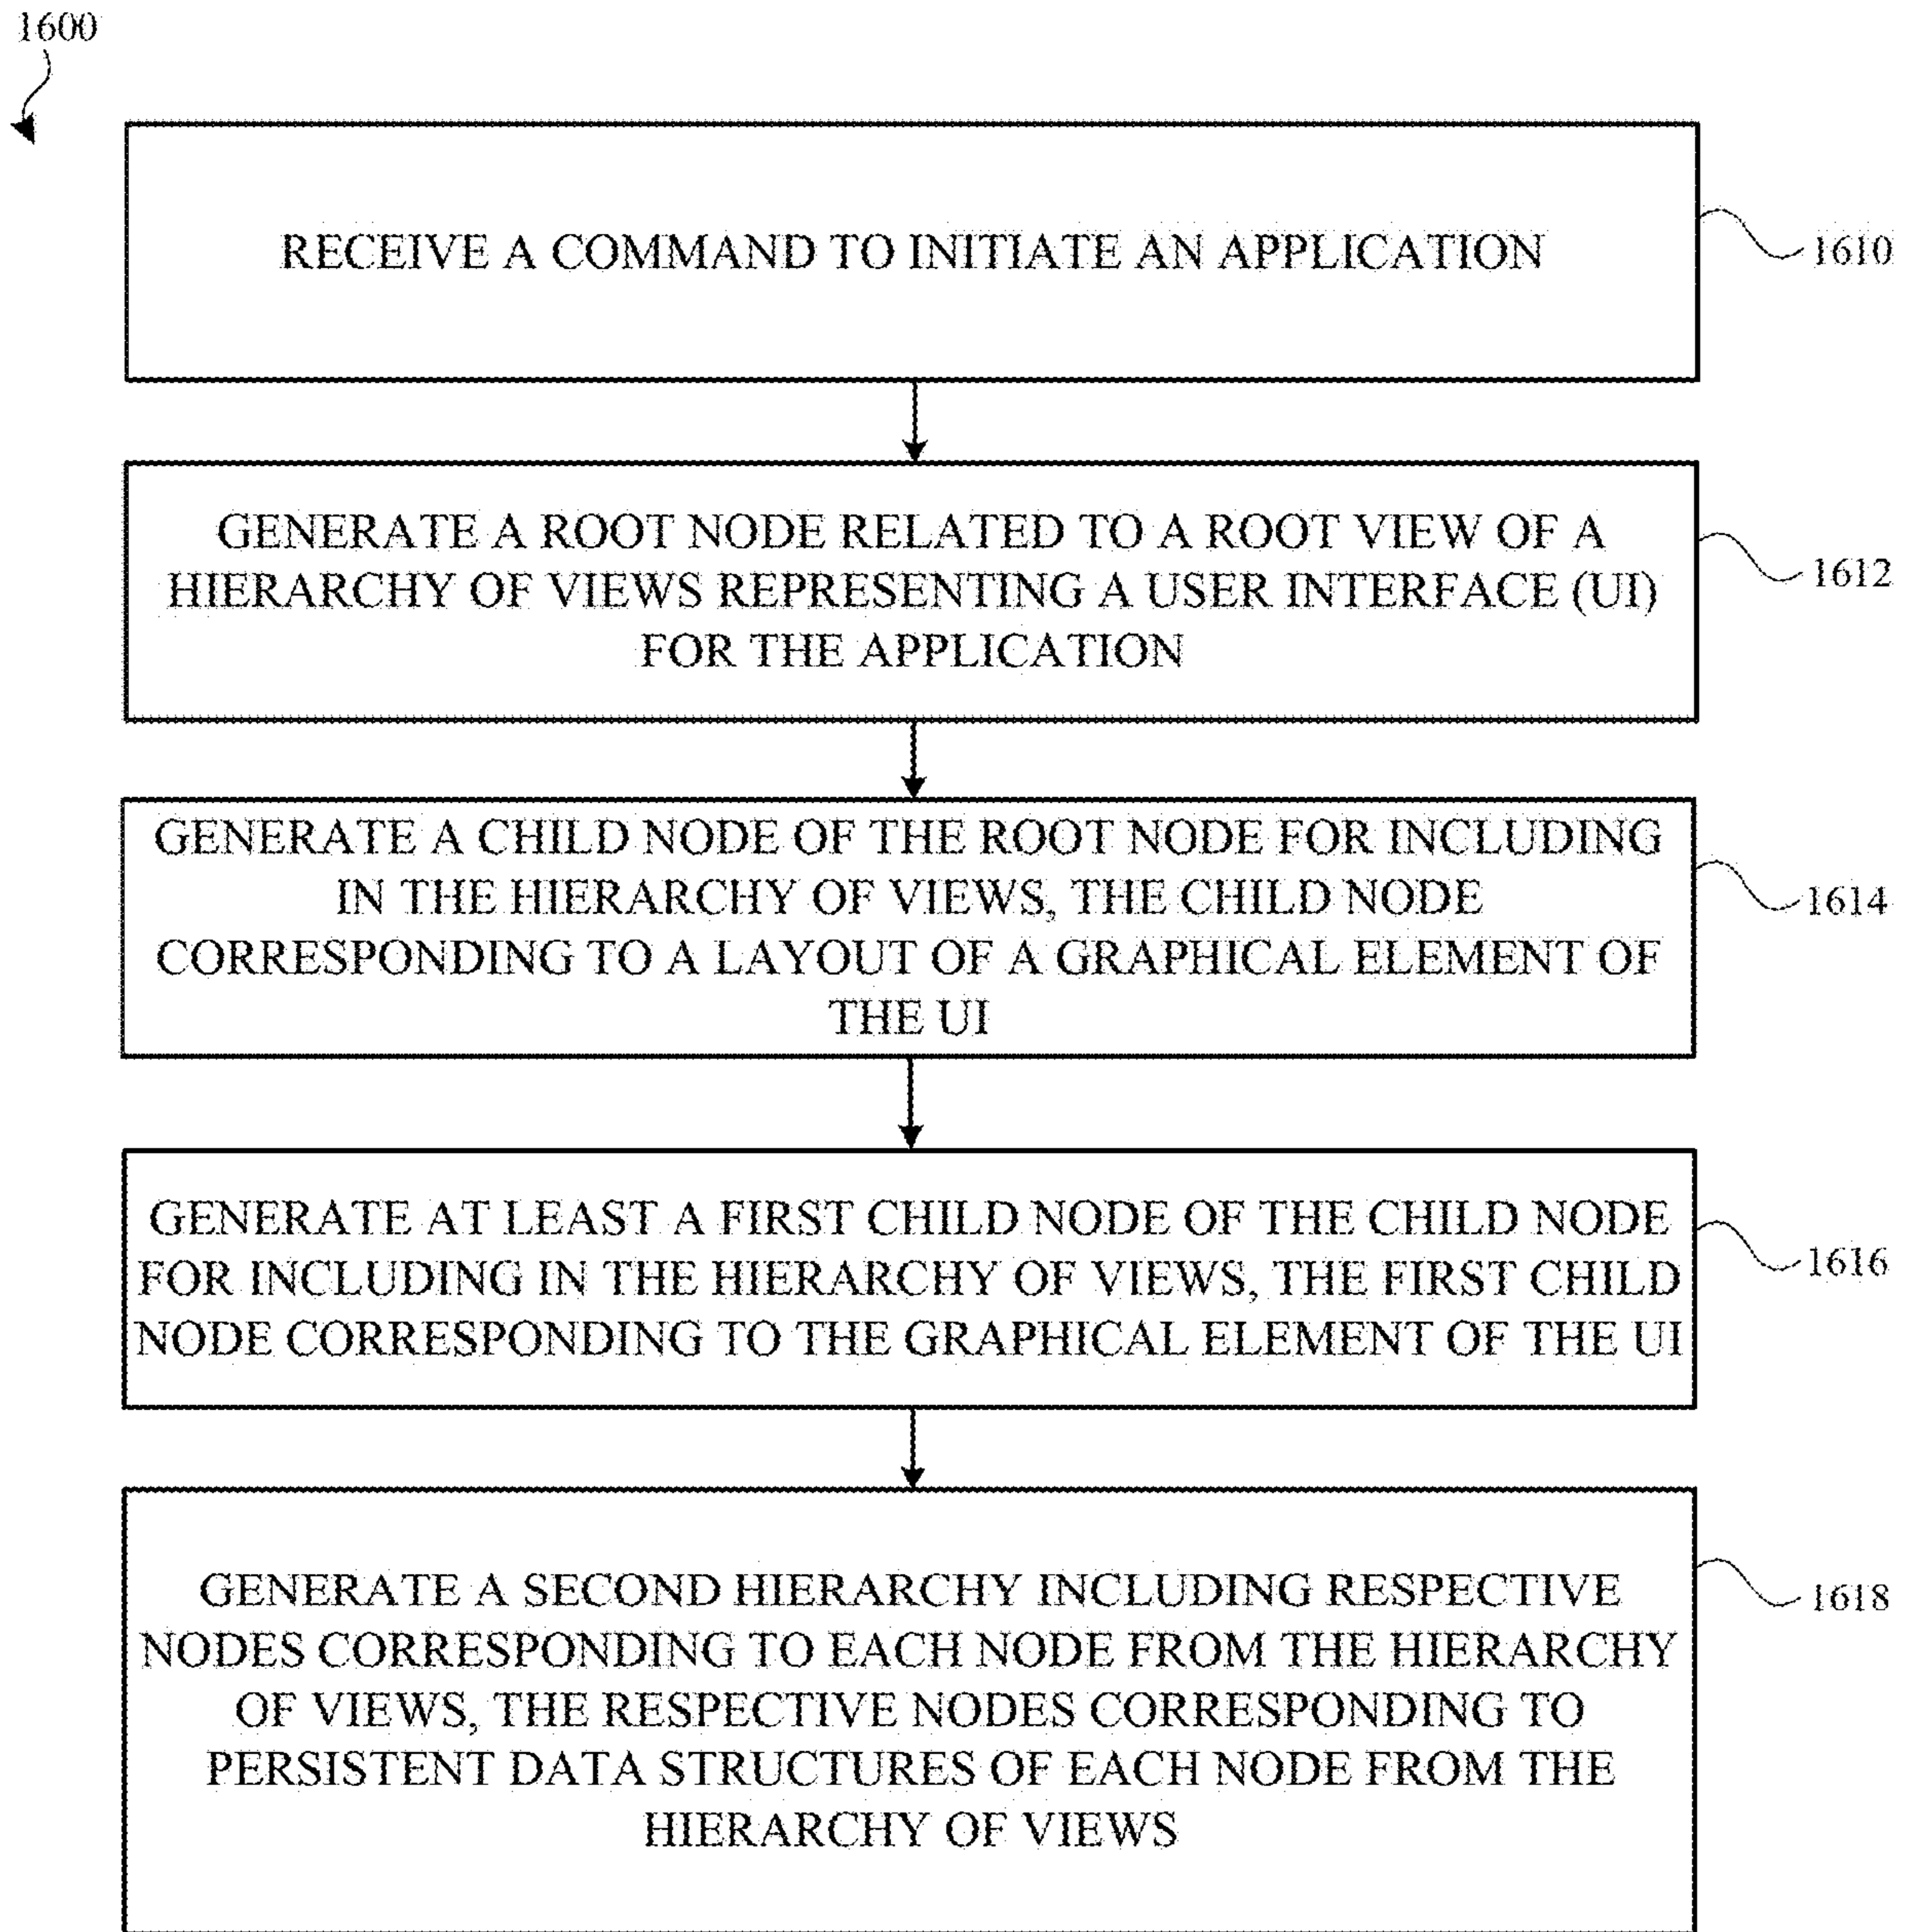 1600
RECEIVE A COMMAND TO INITIATE AN APPLICATION
1610
GENERATE A ROOT NODE RELATED TO A ROOT VIEW OF A
HIERARCHY OF VIEWS REPRESENTING A USER INTERFACE (UI)
FOR THE APPLICATION
1612
GENERATE A CHILD NODE OF THE ROOT NODE FOR INCLUDING
IN THE HIERARCHY OF VIEWS, THE CHILD NODE
CORRESPONDING TO A LAYOUT OF A GRAPHICAL ELEMENT OF
THE UI
1614
GENERATE AT LEAST A FIRST CHILD NODE OF THE CHILD NODE
FOR INCLUDING IN THE HIERARCHY OF VIEWS, THE FIRST CHILD
NODE CORRESPONDING TO THE GRAPHICAL ELEMENT OF THE UI
1616
GENERATE A SECOND HIERARCHY INCLUDING RESPECTIVE
NODES CORRESPONDING TO EACH NODE FROM THE HIERARCHY
OF VIEWS, THE RESPECTIVE NODES CORRESPONDING TO
PERSISTENT DATA STRUCTURES OF EACH NODE FROM THE
HIERARCHY OF VIEWS
1618